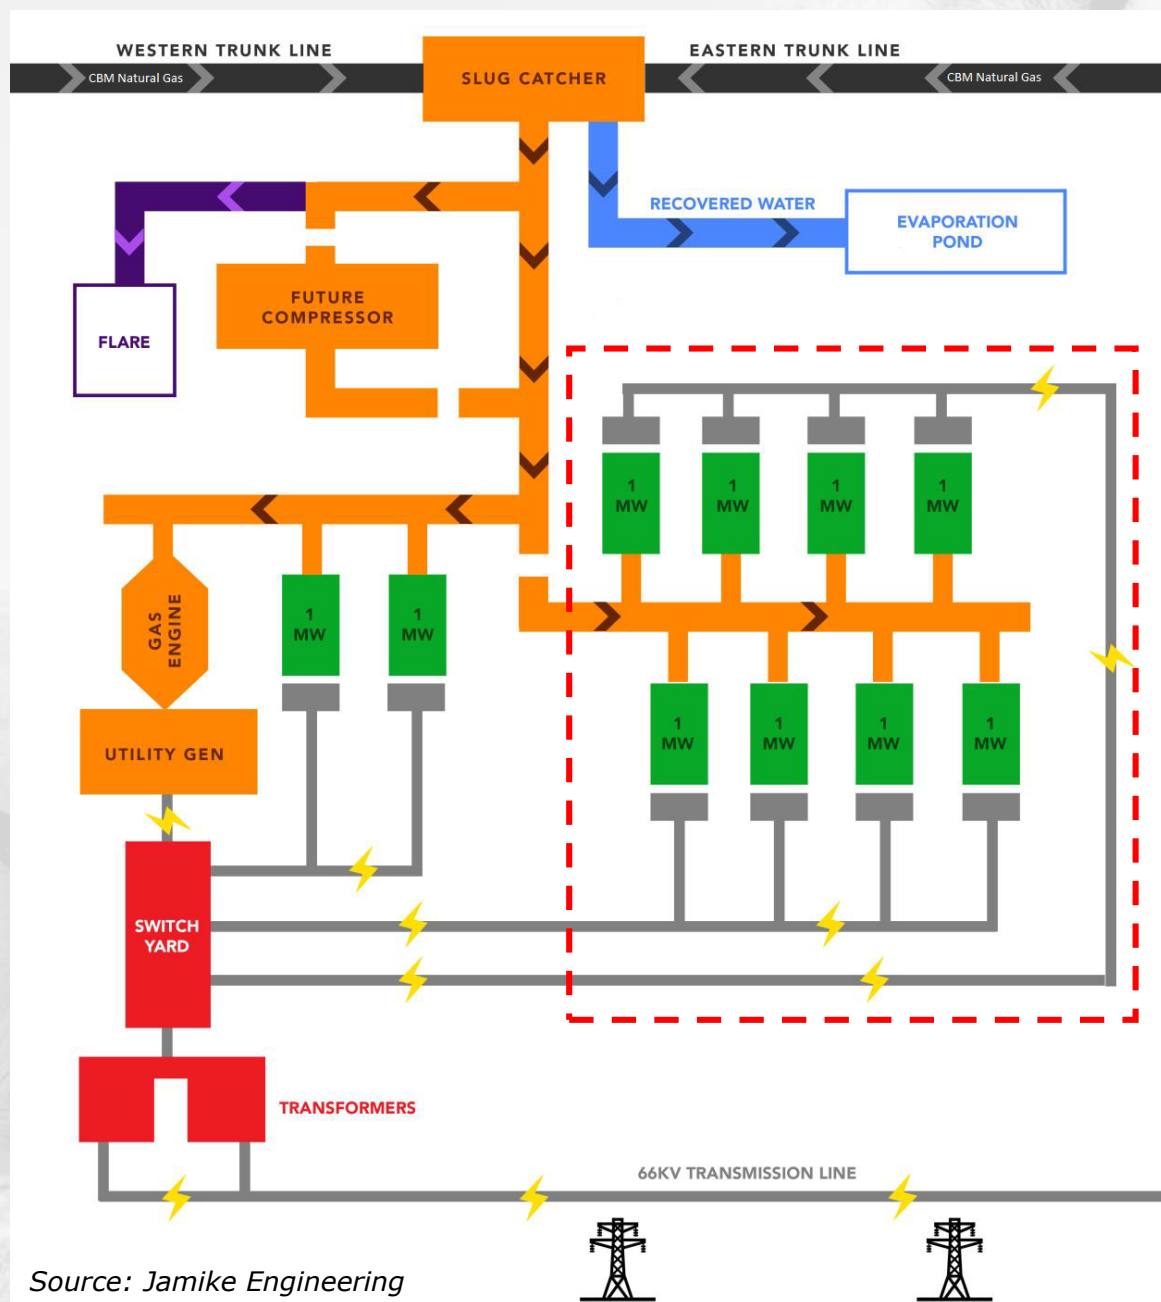 WESTERN TRUNK LINE
EASTERN TRUNK LINE
CBM Natural Gas
SLUG CATCHER
CBM Natural Gas
RECOVERED WATER
EVAPORATION
POND
FUTURE
COMPRESSOR
FLARE
1
MW
1
MW
1
MW
1
MW
GAS
ENGINE
1
MW
1
MW
1
MW
1
MW
1
MW
1
MW
UTILITY GEN
SWITCH
YARD
TRANSFORMERS
66KV TRANSMISSION LINE
Source: Jamike Engineering